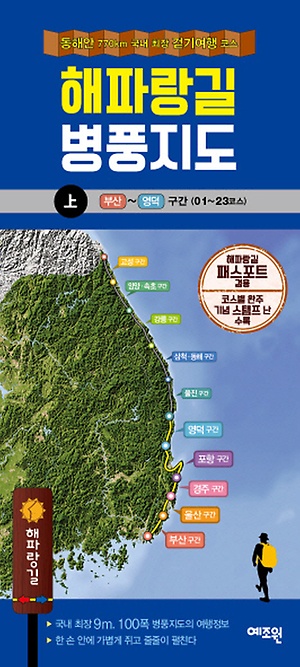 동해안 770km 국내 최장 걷기여행 코스
해파랑길
병풍지도
上 부산 ~ 영덕 구간 (01~23코스)
해파랑길
패스포트
겸용
코스별 완주
기념 스탬프 난
수록
고성 구간
양양·속초 구간
강릉 구간
삼척·동해 구간
울진 구간
영덕 구간
포항 구간
경주 구간
울산 구간
부산 구간
해파랑길
▶ 국내 최장 9m, 100쪽 병풍지도의 여행정보
▶ 한 손 안에 가볍게 쥐고 줄줄이 펼친다
예조원